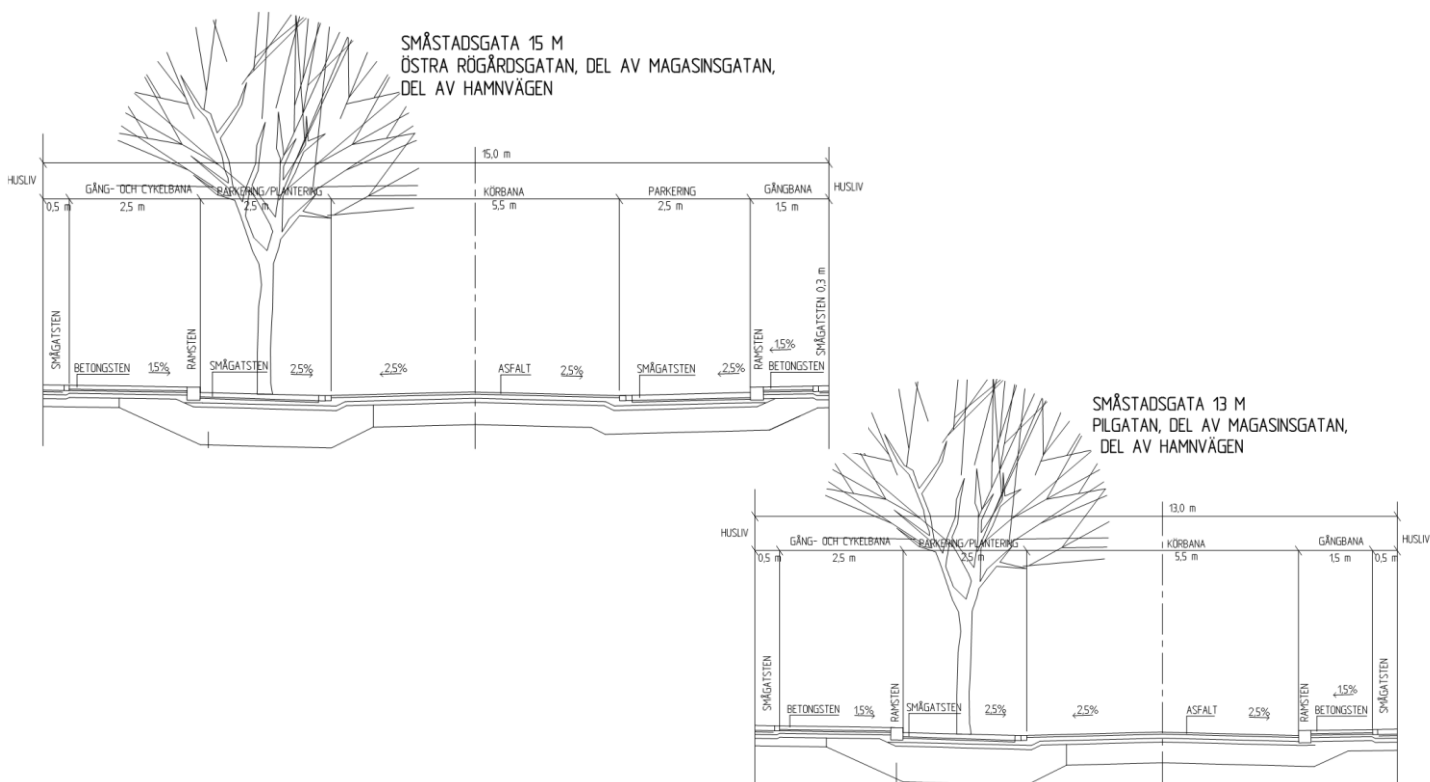 SMÅSTADSGATA 15 M
ÖSTRA RÖGÅRDSGATAN, DEL AV MAGASINSGATAN,
DEL AV HAMNVÄGEN
15,0 m
HUSLIV GÅNG- OCH CYKELBANA PARKERING/PLANTERING KÖRBANA PARKERING GÅNGBANA HUSLIV
0,5 m 2,5 m 2,5 m 5,5 m 2,5 m 1,5 m
SMÅGATSTEN RAMSTEN RAMSTEN SMÅGATSTEN 0,3 m
1,5%
BETONGSTEN 1,5% SMÅGATSTEN 2,5% 2,5% ASFALT 2,5% SMÅGATSTEN 2,5% BETONGSTEN
SMÅSTADSGATA 13 M
PILGATAN, DEL AV MAGASINSGATAN,
DEL AV HAMNVÄGEN
13,0 m
HUSLIV GÅNG- OCH CYKELBANA PARKERING/PLANTERING KÖRBANA GÅNGBANA HUSLIV
0,5 m 2,5 m 2,5 m 5,5 m 1,5 m 0,5 m
SMÅGATSTEN RAMSTEN RAMSTEN SMÅGATSTEN
1,5%
BETONGSTEN 1,5% SMÅGATSTEN 2,5% 2,5% ASFALT 2,5% BETONGSTEN